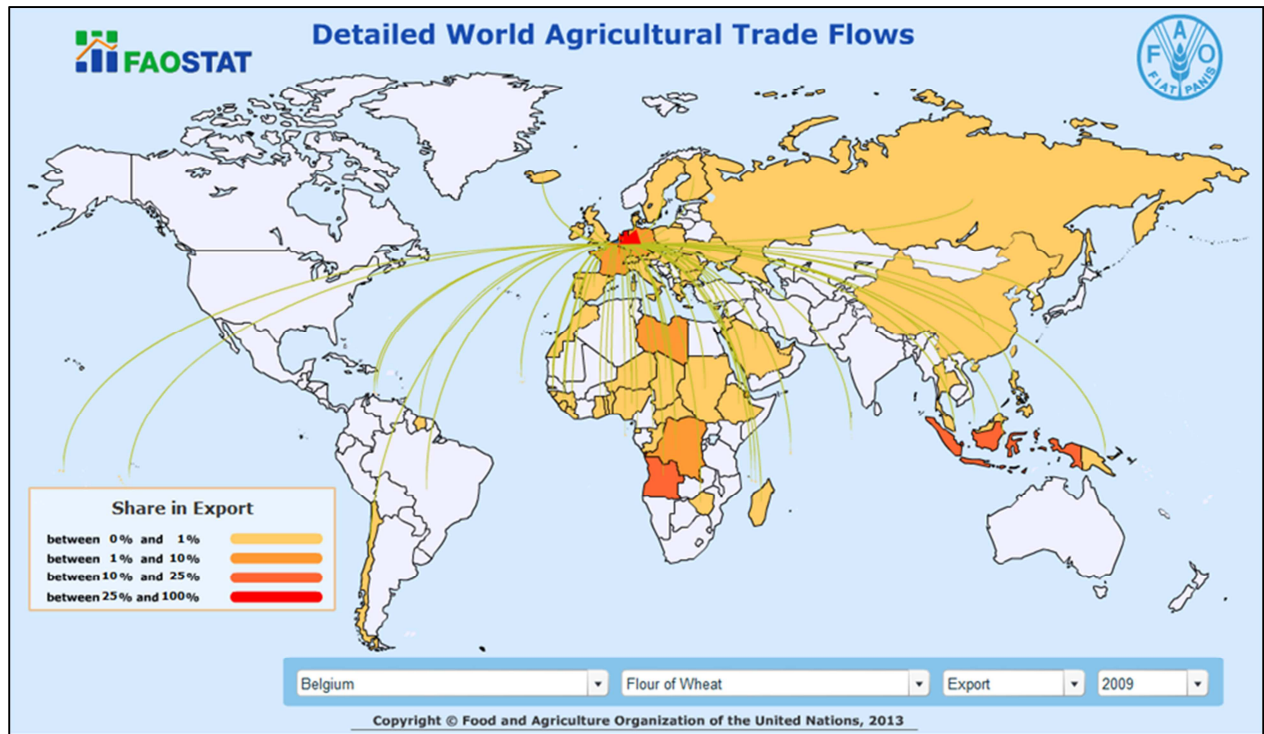 Detailed World Agricultural Trade Flows
FAOSTAT
F A O
FIAT PANIS
Share in Export
between 0% and 1%
between 1% and 10%
between 10% and 25%
between 25% and 100%
Belgium
Flour of Wheat
Export
2009
Copyright © Food and Agriculture Organization of the United Nations, 2013